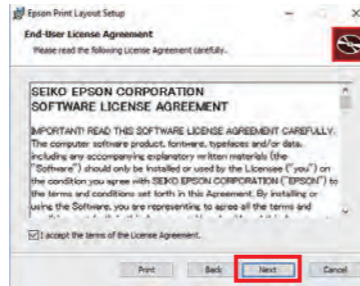 Epson Print Layout Setup
End-User License Agreement
Please read the following License Agreement carefully.
SEIKO EPSON CORPORATION
SOFTWARE LICENSE AGREEMENT
IMPORTANT! READ THIS SOFTWARE LICENSE AGREEMENT CAREFULLY.
The computer software product, fontware, typefaces and/or data,
including any accompanying explanatory written materials (the
"Software") should only be installed or used by the Licensee ("you") on
the condition you agree with SEIKO EPSON CORPORATION ("EPSON") to
the terms and conditions set forth in this Agreement. By installing or
using the Software, you are representing to agree all the terms and
I accept the terms of the License Agreement.
Print Back Next Cancel